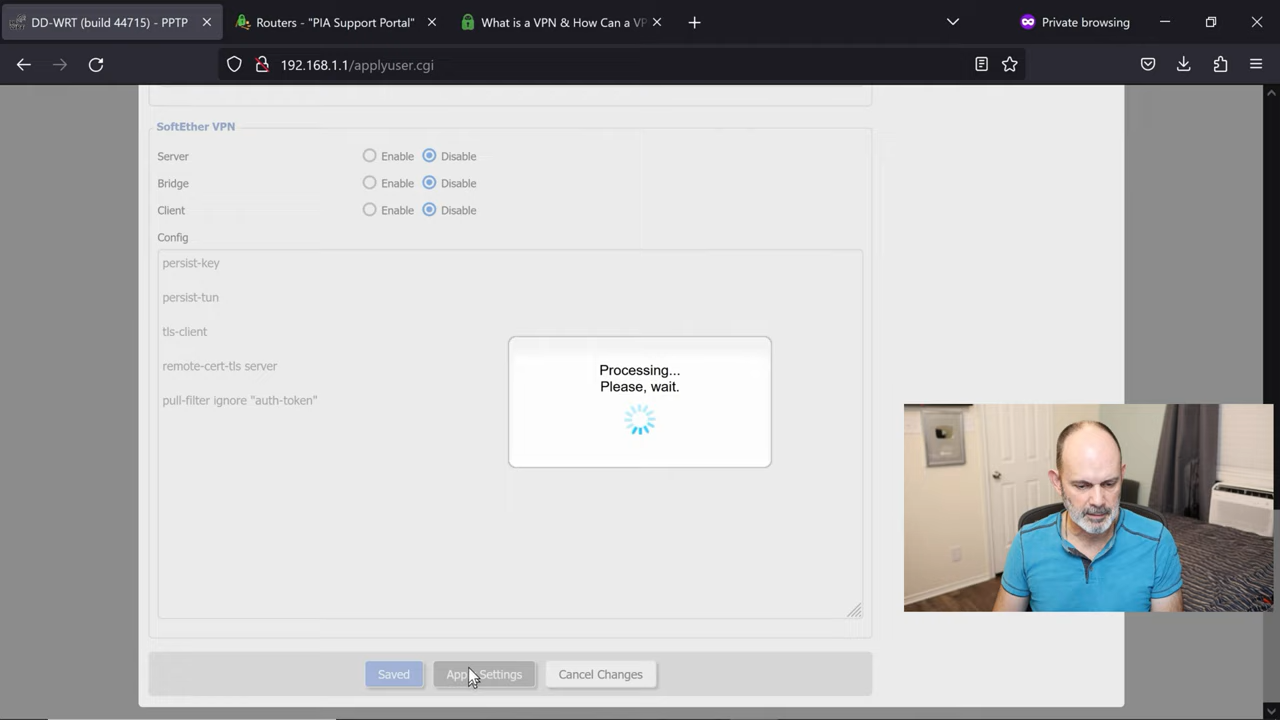 DD-WRT (build 44715) - PPTP
Routers - "PIA Support Portal"
What is a VPN & How Can a VP
Private browsing
192.168.1.1/applyuser.cgi
SoftEther VPN
Server Enable Disable
Bridge Enable Disable
Client Enable Disable
Config
persist-key
persist-tun
tls-client
remote-cert-tls server
pull-filter ignore "auth-token"
Processing...
Please, wait.
Saved Apply Settings Cancel Changes